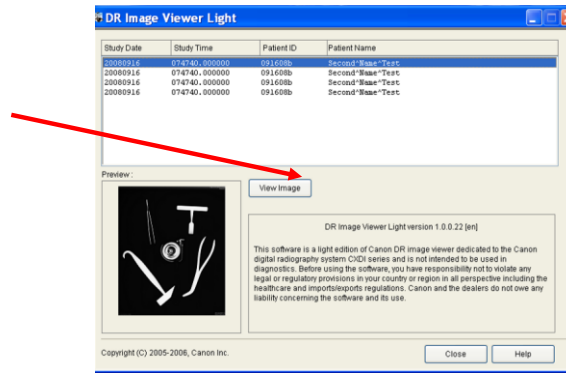 DR Image Viewer Light
Study Date Study Time Patient ID Patient Name
20080916 074740.000000 091608b Second^Name^Test
20080916 074740.000000 091608b Second^Name^Test
20080916 074740.000000 091608b Second^Name^Test
20080916 074740.000000 091608b Second^Name^Test
Preview :
View Image
DR Image Viewer Light version 1.0.0.22 [en]
This software is a light edition of Canon DR image viewer dedicated to the Canon
digital radiography system CXDI series and is not intended to be used in
diagnostics. Before using the software, you have responsibility not to violate any
legal or regulatory provisions in your country or region in all perspective including the
healthcare and imports/exports regulations. Canon and the dealers do not owe any
liability concerning the software and its use.
Copyright (C) 2005-2006, Canon Inc.
Close Help